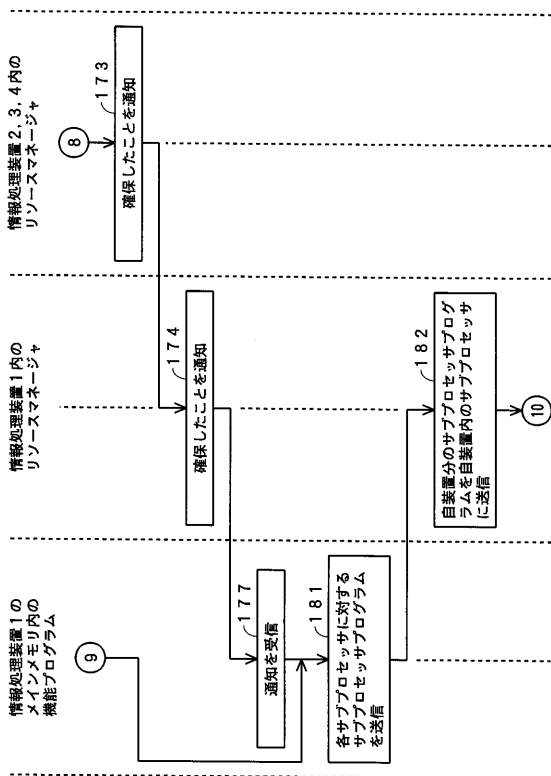 情報処理装置1の
メインメモリ内の
機能プログラム
情報処理装置1内の
リソースマネージャ
情報処理装置2,3,4内の
リソースマネージャ
8
173
確保したことを通知
174
確保したことを通知
9
177
通知を受信
181
各サブプロセッサに対する
サブプロセッサプログラム
を送信
182
自装置分のサブプロセッサプログ
ラムを自装置内のサブプロセッサ
に送信
10